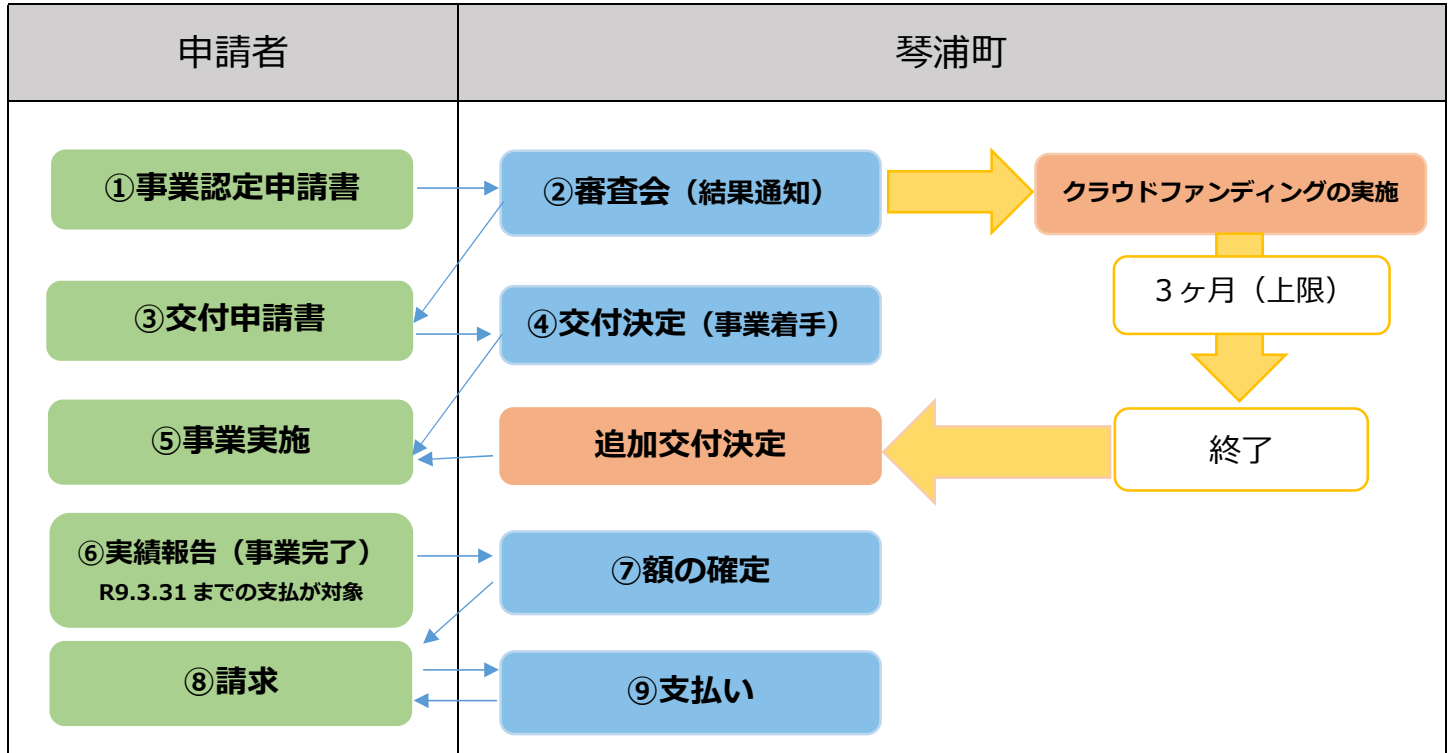 申請者
琴浦町
①事業認定申請書
②審査会（結果通知）
クラウドファンディングの実施
３ヶ月（上限）
③交付申請書
④交付決定（事業着手）
⑤事業実施
追加交付決定
終了
⑥実績報告（事業完了）
R9.3.31 までの支払が対象
⑦額の確定
⑧請求
⑨支払い